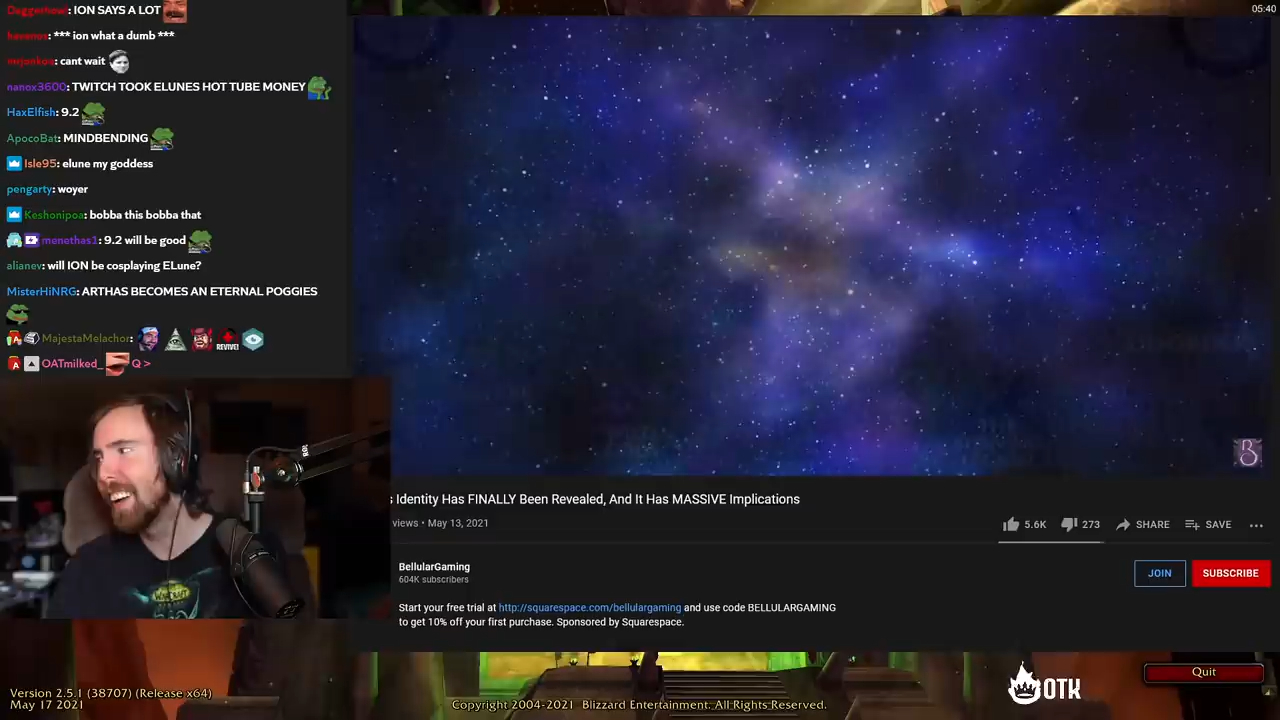 Daggerhead: ION SAYS A LOT
05:40
havenus: *** ion what a dumb ***
mrjankoo: cant wait
nanox3600: TWITCH TOOK ELUNES HOT TUBE MONEY
HaxElfish: 9.2
ApocoBat: MINDBENDING
Isle95: elune my goddess
pengarty: woyer
Keshonipoa: bobba this bobba that
menethas1: 9.2 will be good
alianev: will ION be cosplaying ELune?
MisterHiNRG: ARTHAS BECOMES AN ETERNAL POGGIES
MajestaMelachor: REVIVE!
OATmilked_ Q >
B
s Identity Has FINALLY Been Revealed, And It Has MASSIVE Implications
views • May 13, 2021
5.6K 273 SHARE SAVE
BellularGaming
604K subscribers
JOIN SUBSCRIBE
Start your free trial at http://squarespace.com/bellulargaming and use code BELLULARGAMING
to get 10% off your first purchase. Sponsored by Squarespace.
Quit
OTK
Version 2.5.1 (38707) (Release x64)
May 17 2021
Copyright 2004-2021 Blizzard Entertainment. All Rights Reserved.